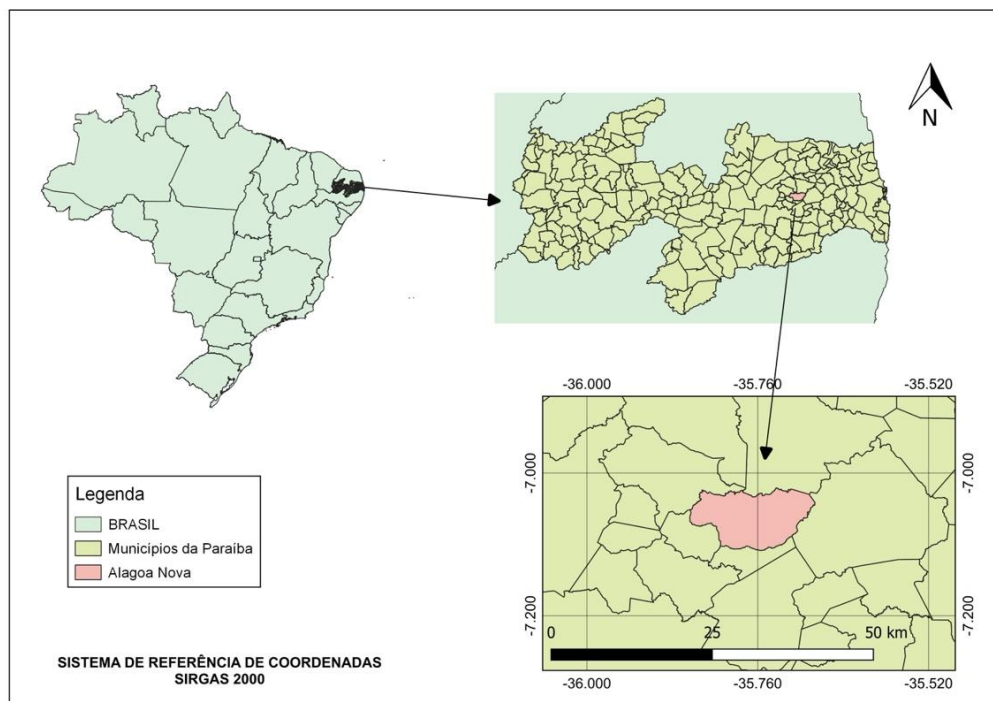 N
-36.000 -35.760 -35.520
-7.000 -7.000
-7.200 -7.200
0 25 50 km
-36.000 -35.760 -35.520
Legenda
BRASIL
Municípios da Paraíba
Alagoa Nova
SISTEMA DE REFERÊNCIA DE COORDENADAS
SIRGAS 2000